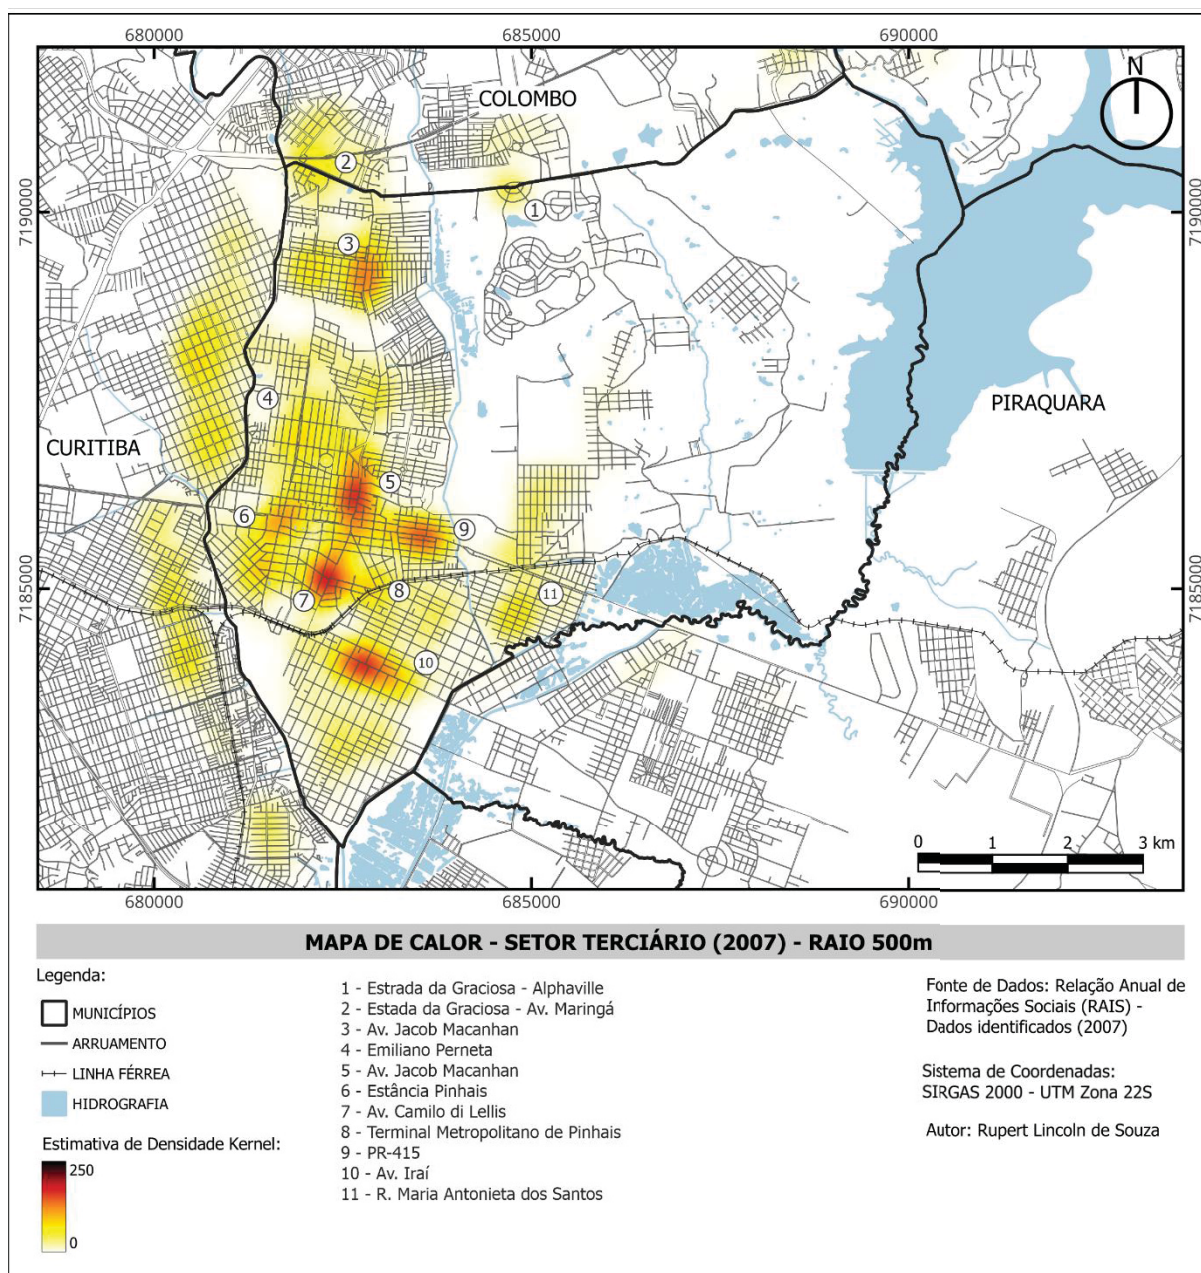 680000
685000
690000
N
COLOMBO
2
1
7190000
7190000
3
4
PIRAQUARA
CURITIBA
5
6
9
7185000
7185000
8
11
7
10
0 1 2 3 km
680000
685000
690000
MAPA DE CALOR - SETOR TERCIÁRIO (2007) - RAIO 500m
Legenda:
MUNICÍPIOS
ARRUAMENTO
LINHA FÉRREA
HIDROGRAFIA
Estimativa de Densidade Kernel:
250
0
1 - Estrada da Graciosa - Alphaville
2 - Estada da Graciosa - Av. Maringá
3 - Av. Jacob Macanhan
4 - Emiliano Perneta
5 - Av. Jacob Macanhan
6 - Estância Pinhais
7 - Av. Camilo di Lellis
8 - Terminal Metropolitano de Pinhais
9 - PR-415
10 - Av. Iraí
11 - R. Maria Antonieta dos Santos
Fonte de Dados: Relação Anual de
Informações Sociais (RAIS) -
Dados identificados (2007)
Sistema de Coordenadas:
SIRGAS 2000 - UTM Zona 22S
Autor: Rupert Lincoln de Souza